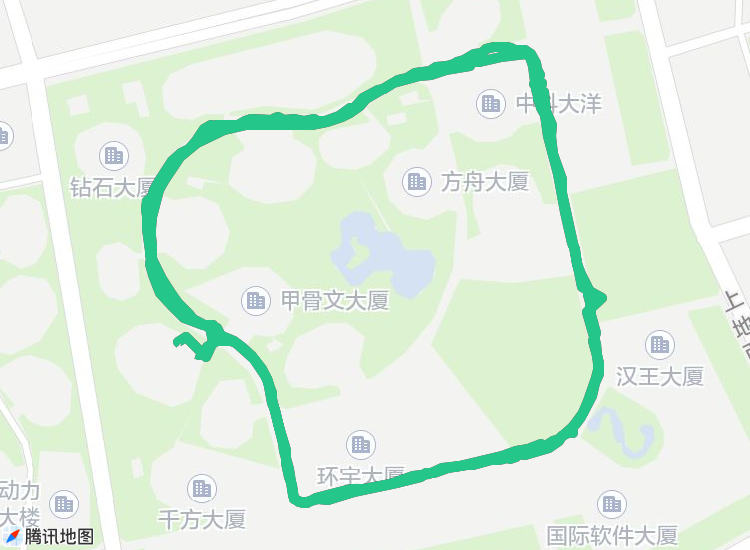 中科大洋
钻石大厦
方舟大厦
甲骨文大厦
上地
汉王大厦
环宇大厦
动力
大楼
千方大厦
国际软件大厦
腾讯地图